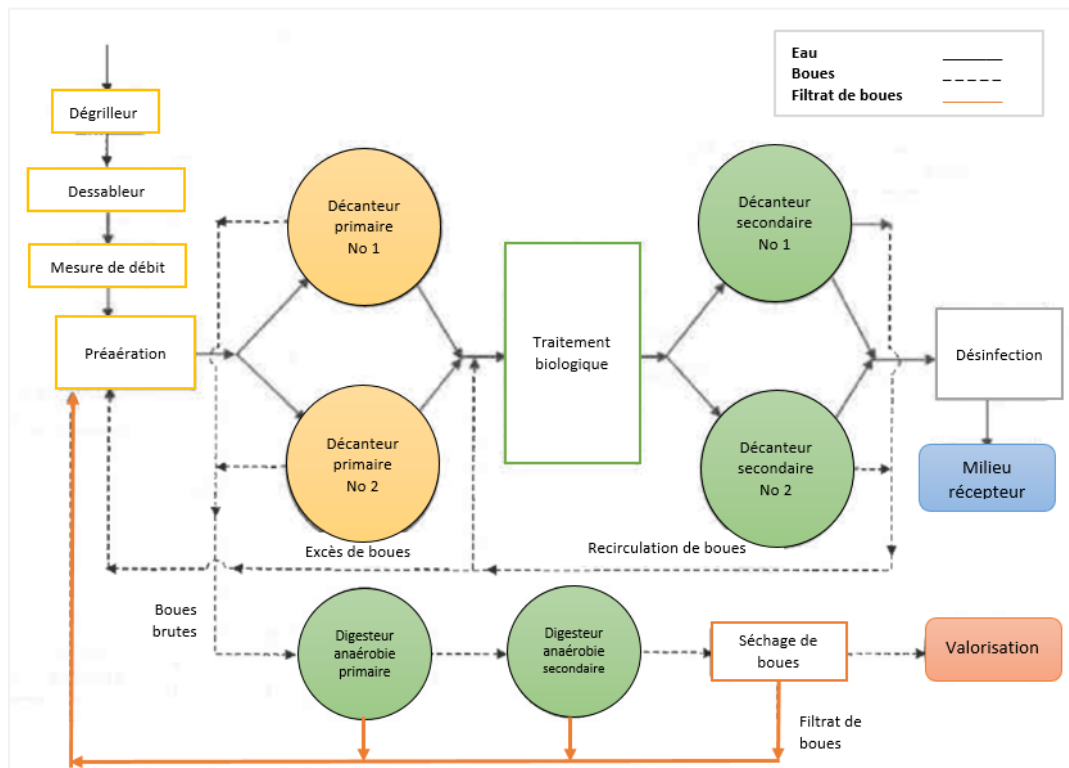 Eau
Boues
Filtrat de boues
Dégrilleur
Dessableur
Mesure de débit
Préaération
Décanteur
primaire
No 1
Décanteur
primaire
No 2
Traitement
biologique
Décanteur
secondaire
No 1
Décanteur
secondaire
No 2
Désinfection
Milieu
récepteur
Excès de boues
Recirculation de boues
Boues
brutes
Digesteur
anaérobie
primaire
Digesteur
anaérobie
secondaire
Séchage de
boues
Valorisation
Filtrat de
boues